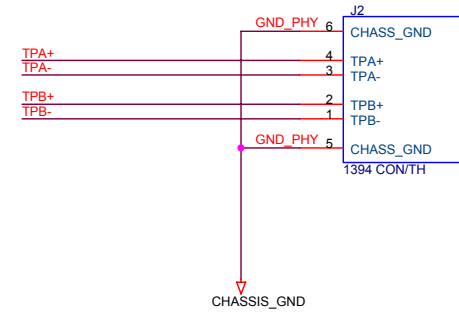 J2
GND_PHY 6 CHASS_GND
TPA+ 4 TPA+
TPA- 3 TPA-
TPB+ 2 TPB+
TPB- 1 TPB-
GND_PHY 5 CHASS_GND
1394 CON/TH
CHASSIS_GND